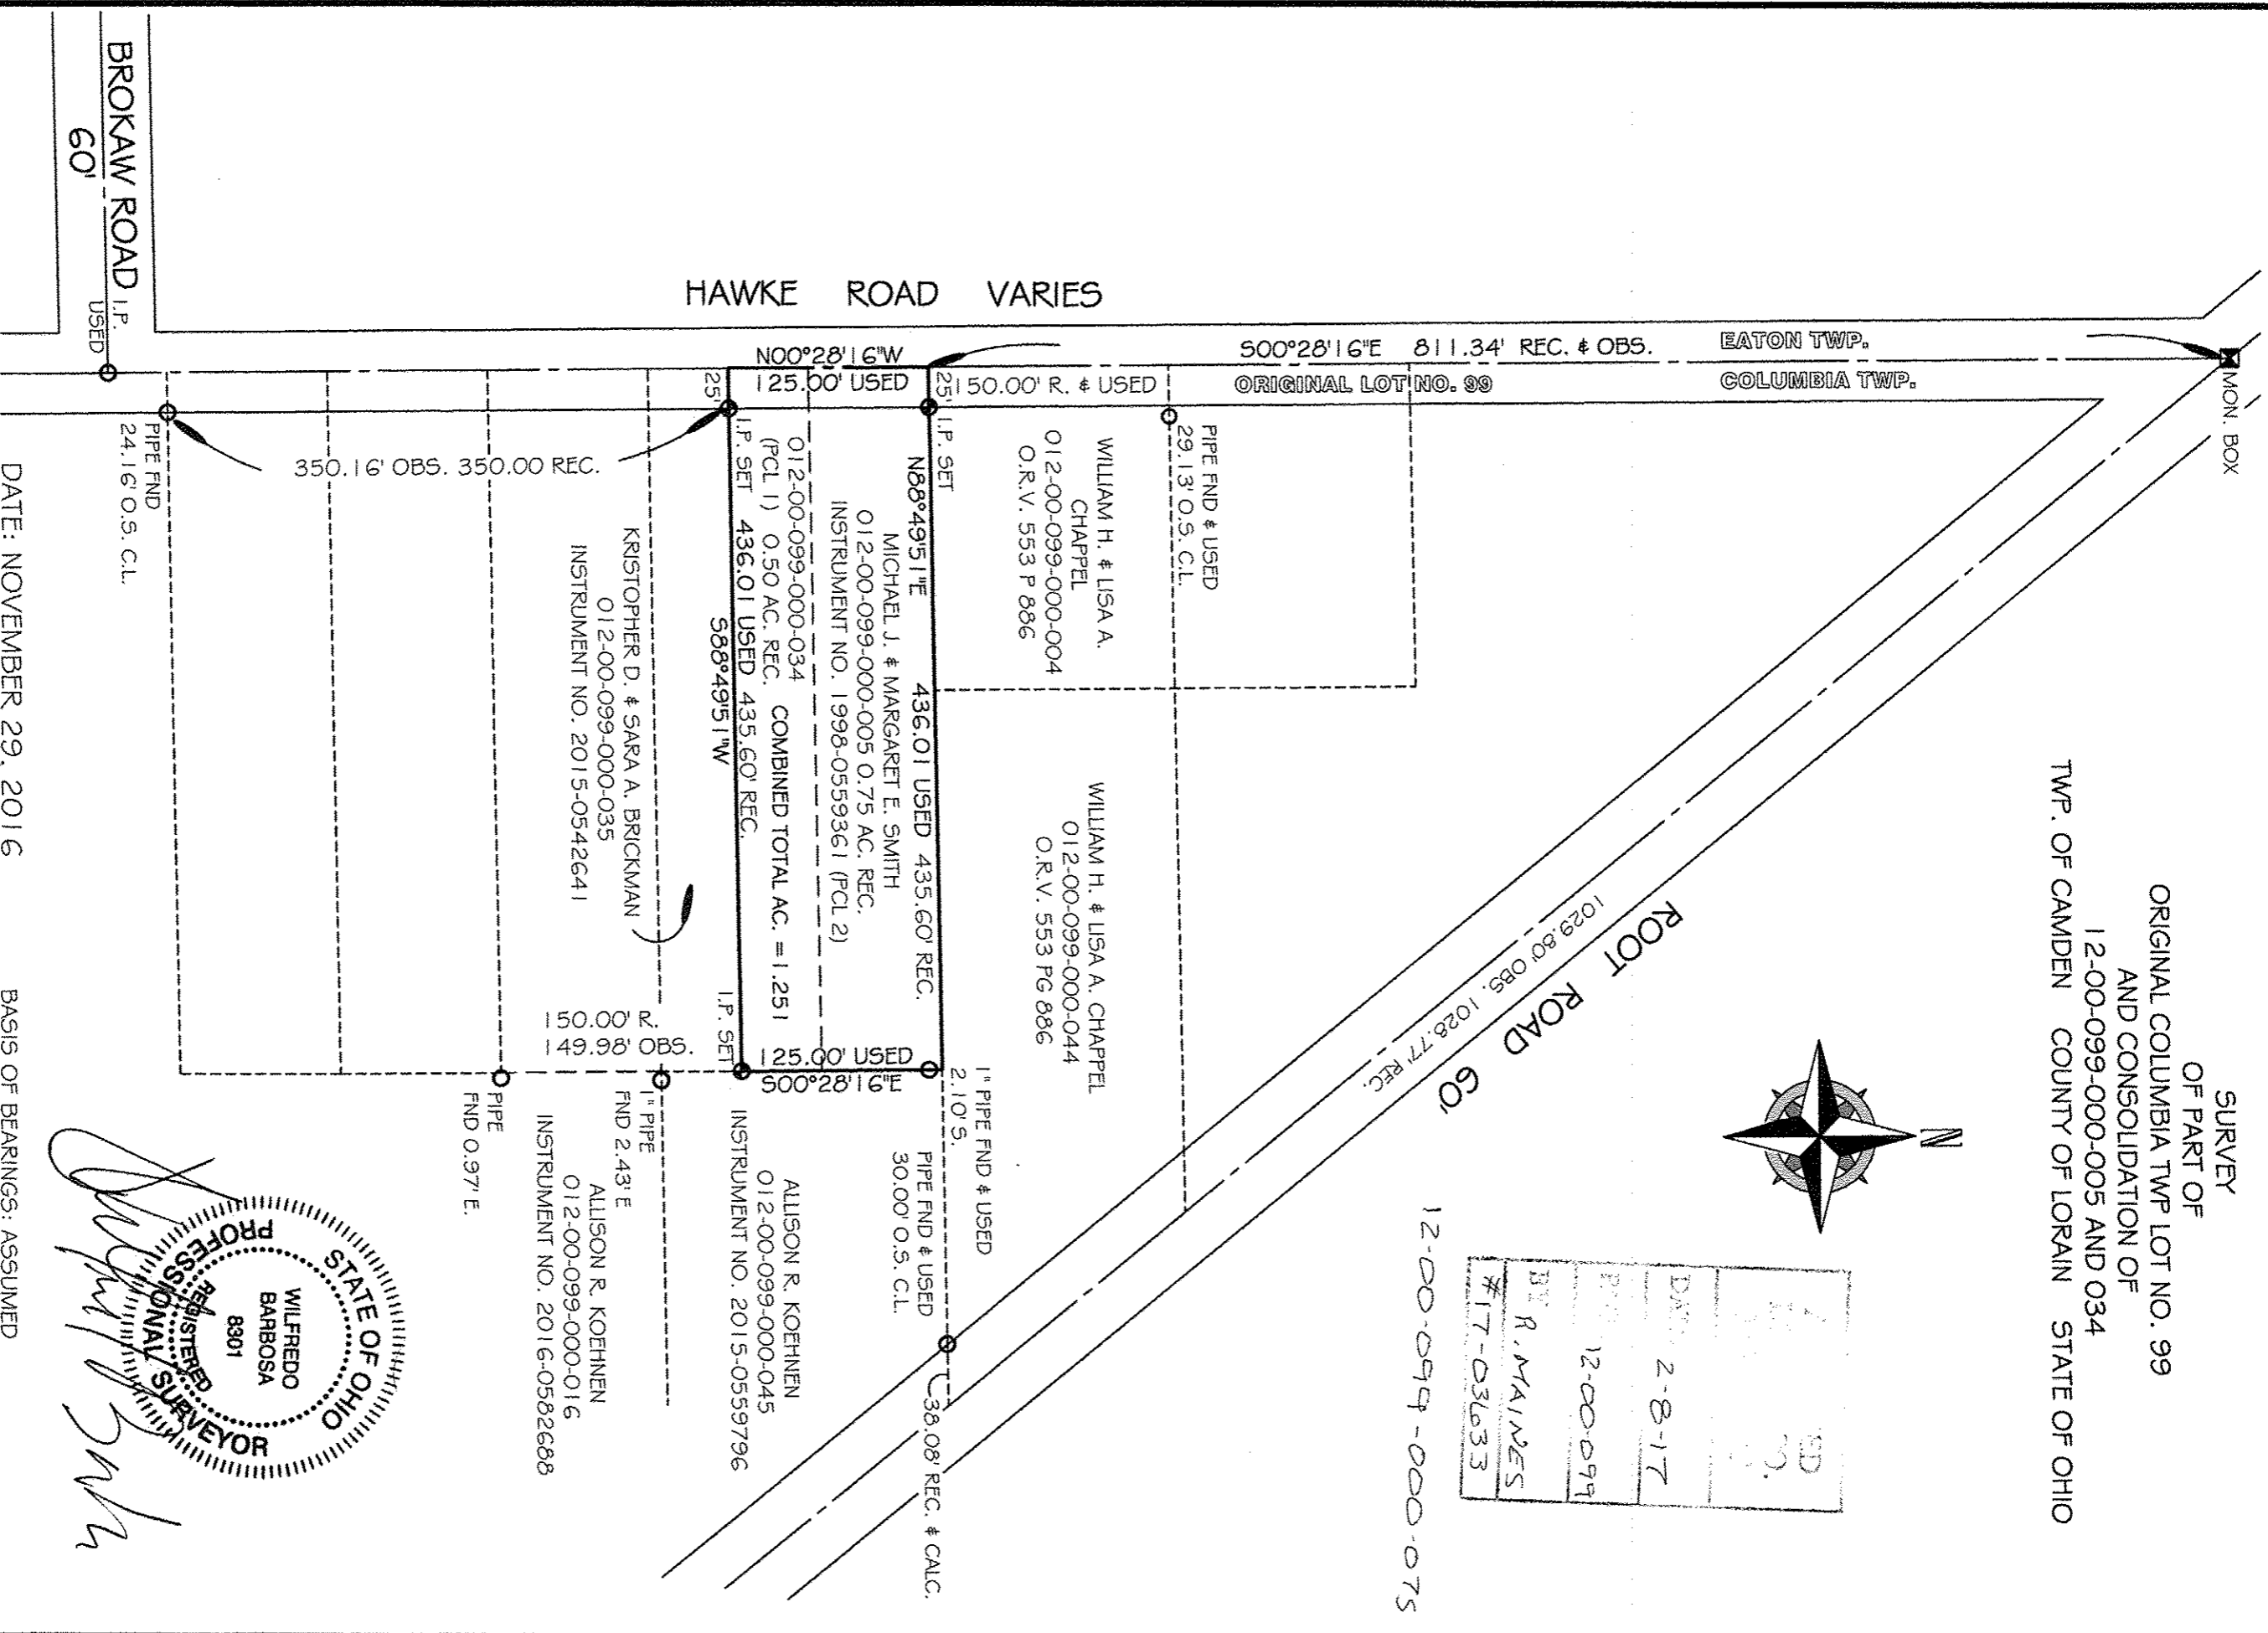 SURVEY
OF PART OF
ORIGINAL COLUMBIA TWP LOT NO. 99
AND CONSOLIDATION OF
12-00-099-000-005 AND 034
TWP. OF CAMDEN COUNTY OF LORAIN STATE OF OHIO
MON. BOX
N
DATE 2-8-17
12-00-099
BY R. MAINES
#17-03633
12-00-099-000-075
EATON TWP.
COLUMBIA TWP.
S00°28'16"E 811.34' REC. & OBS.
ORIGINAL LOT NO. 99
HAWKE ROAD VARIES
ROOT ROAD 60'
1029.80' OBS. 1028.77' REC.
PIPE FND & USED
29.13' O.S. C.L.
150.00' R. & USED
WILLIAM H. & LISA A.
CHAPPEL
012-00-099-000-004
O.R.V. 553 P 886
WILLIAM H. & LISA A. CHAPPEL
012-00-099-000-044
O.R.V. 553 PG 886
1" PIPE FND & USED
2.10' S.
PIPE FND & USED
30.00' O.S. C.L.
38.08' REC. & CALC.
25'
I.P. SET
N88°49'51"E 436.01 USED 435.60' REC.
N00°28'16"W
125.00' USED
MICHAEL J. & MARGARET E. SMITH
012-00-099-000-005 0.75 AC. REC.
INSTRUMENT NO. 1998-0559361 (PCL 2)
012-00-099-000-034
(PCL 1) 0.50 AC. REC. COMBINED TOTAL AC. = 1.251
25'
I.P. SET 436.01 USED 435.60' REC.
S88°49'51"W
I.P. SET
125.00' USED
S00°28'16"E
ALLISON R. KOEHNEN
012-00-099-000-045
INSTRUMENT NO. 2015-0559796
KRISTOPHER D. & SARA A. BRICKMAN
012-00-099-000-035
INSTRUMENT NO. 2015-0542641
150.00' R.
149.98' OBS.
1" PIPE
FND 2.43' E
ALLISON R. KOEHNEN
012-00-099-000-016
INSTRUMENT NO. 2016-0582688
PIPE
FND 0.97' E.
350.16' OBS. 350.00 REC.
PIPE FND
24.16' O.S. C.L.
I.P.
USED
BROKAW ROAD
60'
STATE OF OHIO
WILFREDO
BARBOSA
8301
REGISTERED
PROFESSIONAL SURVEYOR
DATE: NOVEMBER 29, 2016
BASIS OF BEARINGS: ASSUMED